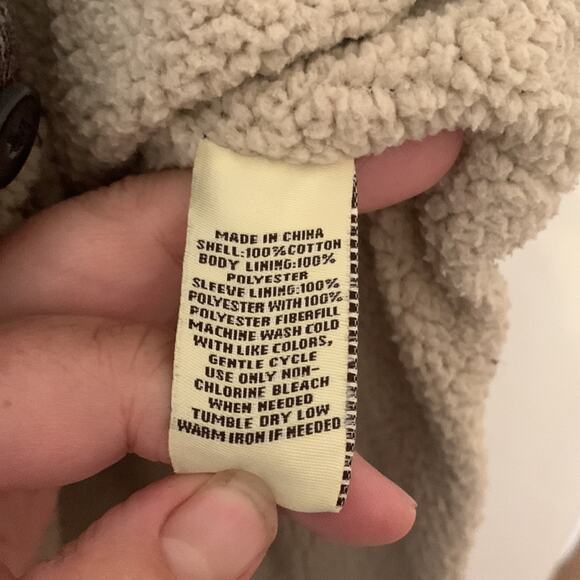 MADE IN CHINA
SHELL:100%COTTON
BODY LINING:100%
POLYESTER
SLEEVE LINING:100%
POLYESTER WITH 100%
POLYESTER FIBERFILL
MACHINE WASH COLD
WITH LIKE COLORS,
GENTLE CYCLE
USE ONLY NON-
CHLORINE BLEACH
WHEN NEEDED
TUMBLE DRY LOW
WARM IRON IF NEEDED